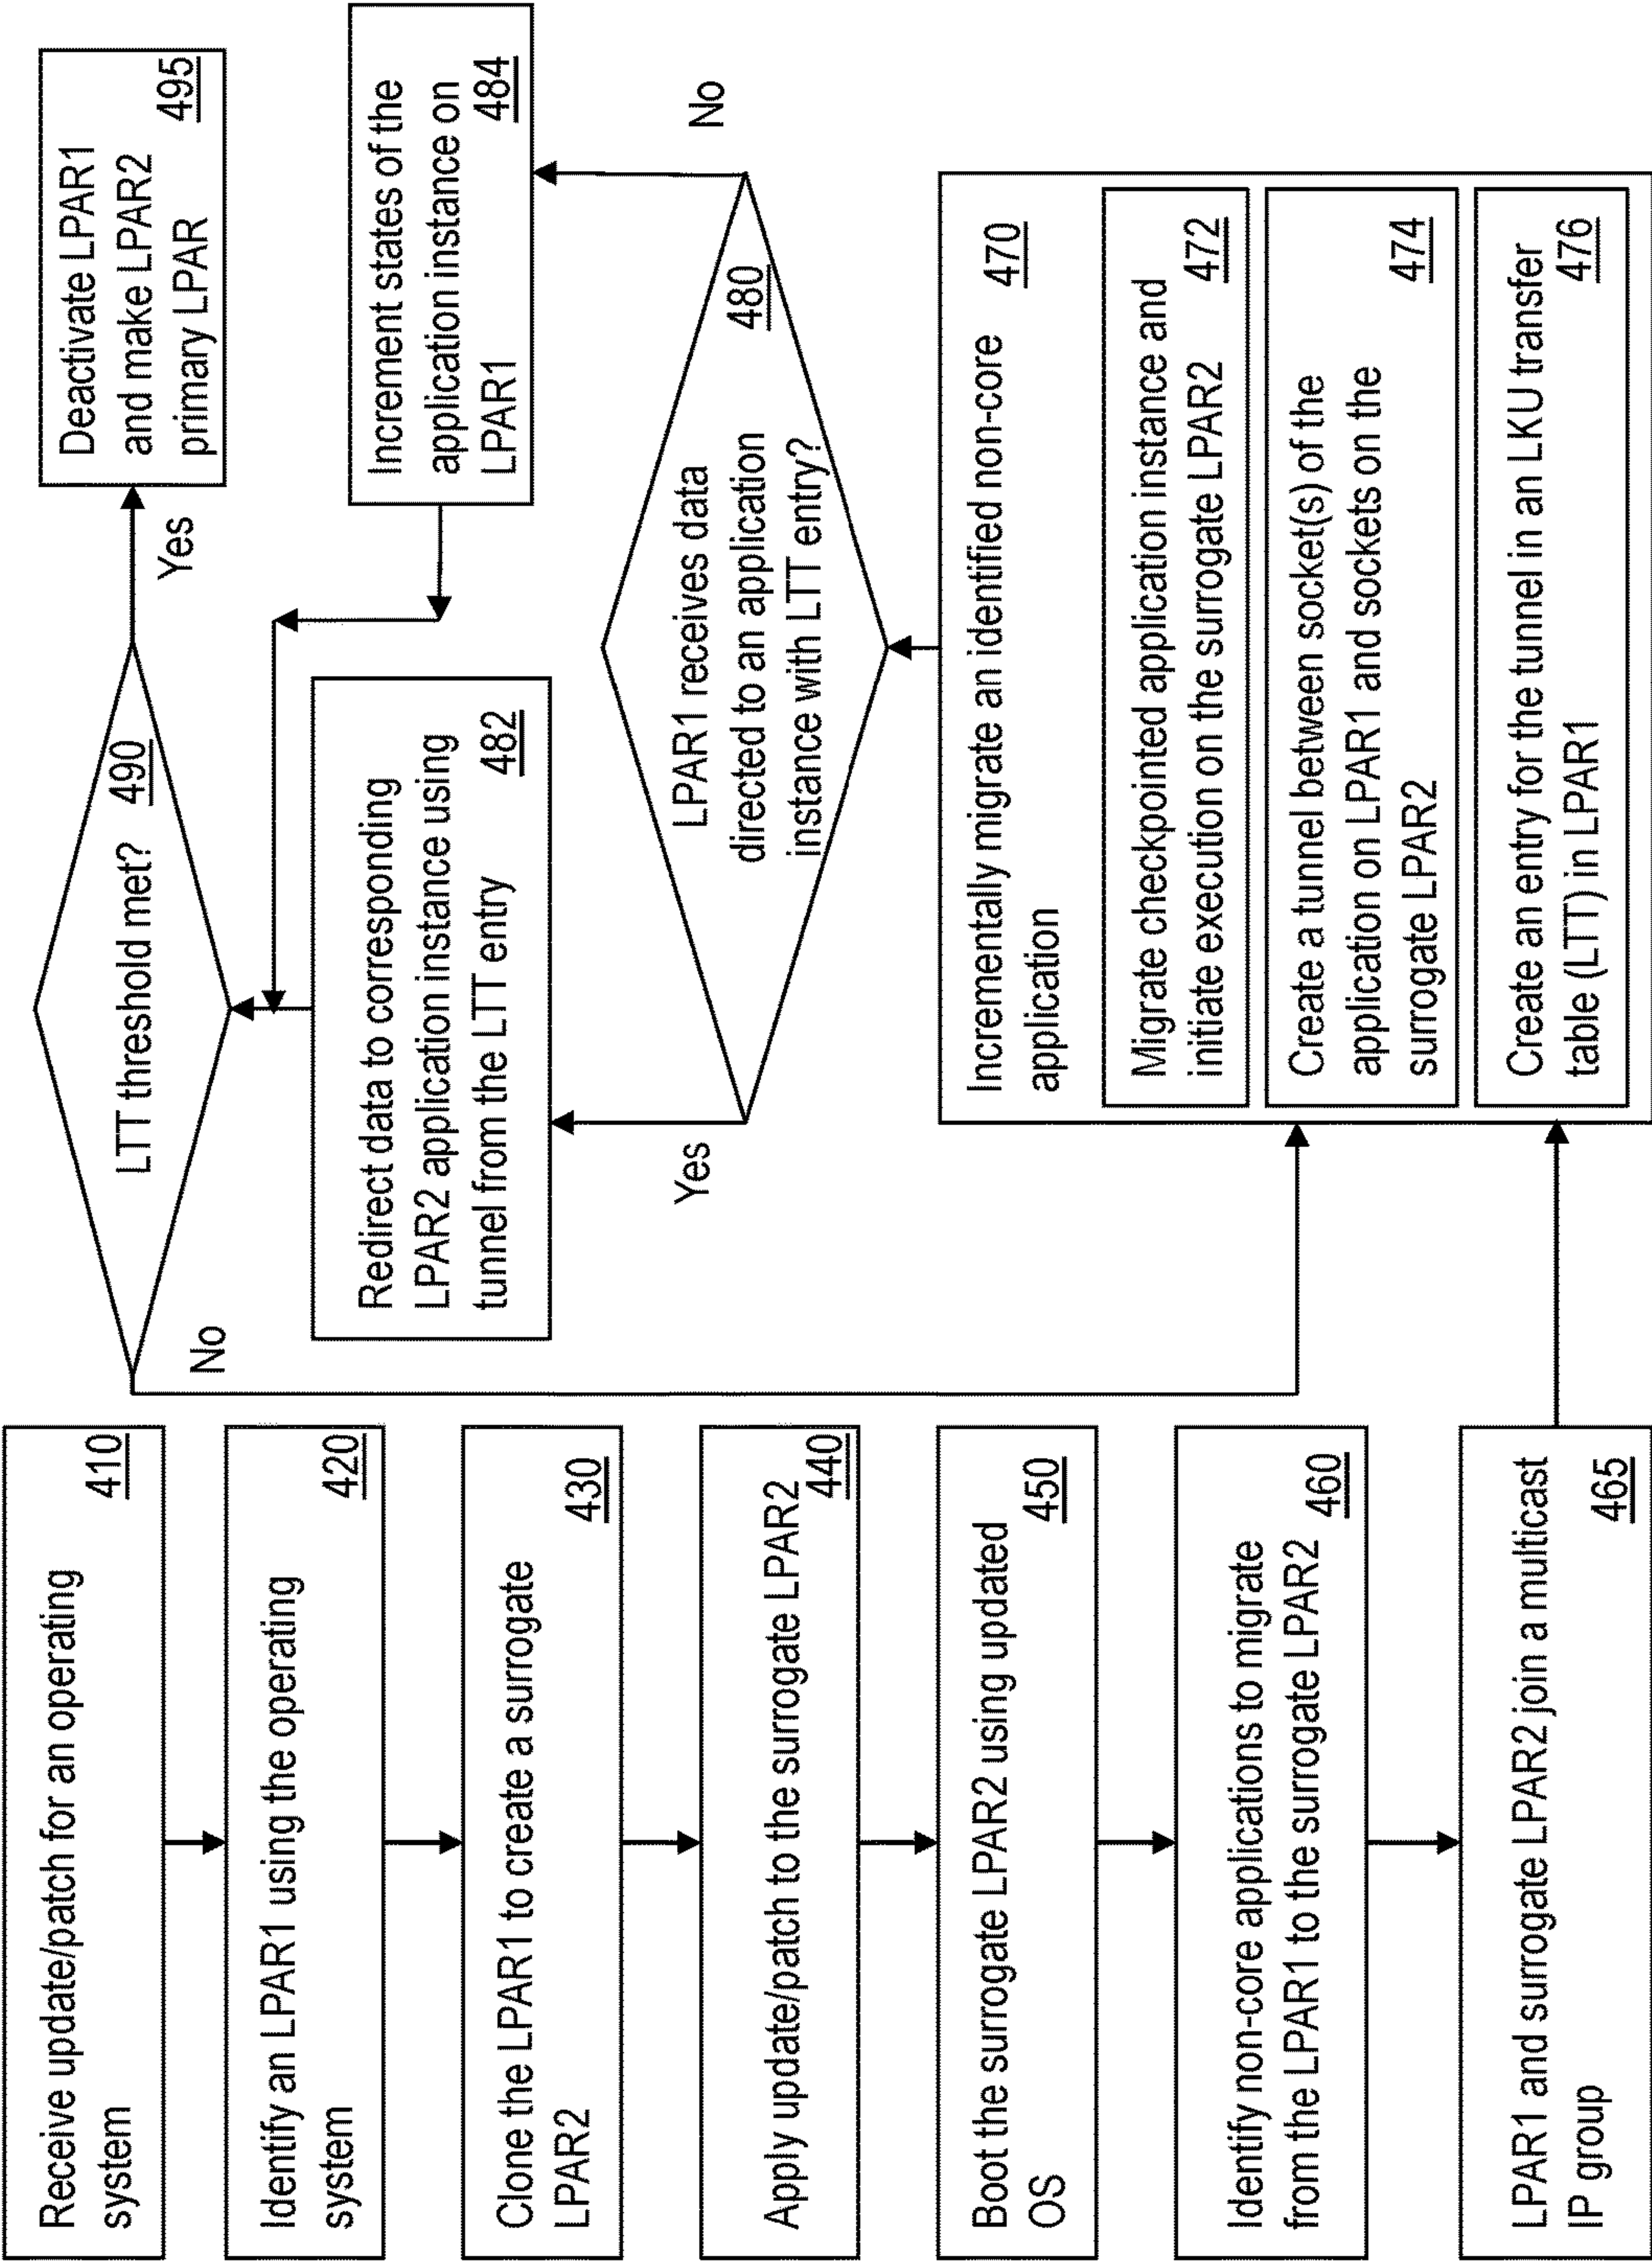 Receive update/patch for an operating
system
410
Identify an LPAR1 using the operating
system
420
Clone the LPAR1 to create a surrogate
LPAR2
430
Apply update/patch to the surrogate LPAR2
440
Boot the surrogate LPAR2 using updated
OS
450
Identify non-core applications to migrate
from the LPAR1 to the surrogate LPAR2
460
LPAR1 and surrogate LPAR2 join a multicast
IP group
465
Incrementally migrate an identified non-core
application
470
Migrate checkpointed application instance and
initiate execution on the surrogate LPAR2
472
Create a tunnel between socket(s) of the
application on LPAR1 and sockets on the
surrogate LPAR2
474
Create an entry for the tunnel in an LKU transfer
table (LTT) in LPAR1
476
LPAR1 receives data
directed to an application
instance with LTT entry?
480
Yes
No
Redirect data to corresponding
LPAR2 application instance using
tunnel from the LTT entry
482
Increment states of the
application instance on
LPAR1
484
LTT threshold met?
490
No
Yes
Deactivate LPAR1
and make LPAR2
primary LPAR
495